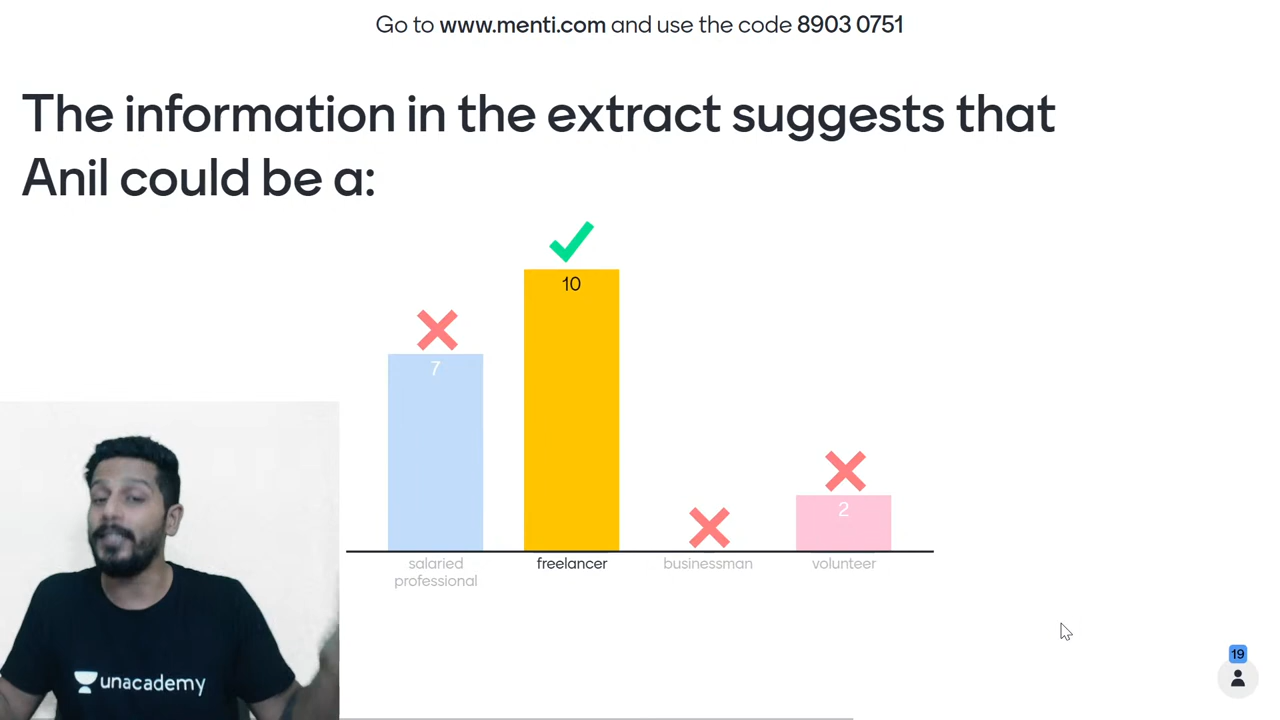 Go to www.menti.com and use the code 8903 0751
The information in the extract suggests that
Anil could be a:
10
7
2
salaried
professional
freelancer
businessman
volunteer
unacademy
19